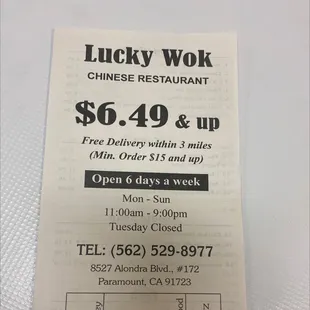 Lucky Wok
CHINESE RESTAURANT
$6.49 & up
Free Delivery within 3 miles
(Min. Order $15 and up)
Open 6 days a week
Mon - Sun
11:00am - 9:00pm
Tuesday Closed
TEL: (562) 529-8977
8527 Alondra Blvd., #172
Paramount, CA 91723